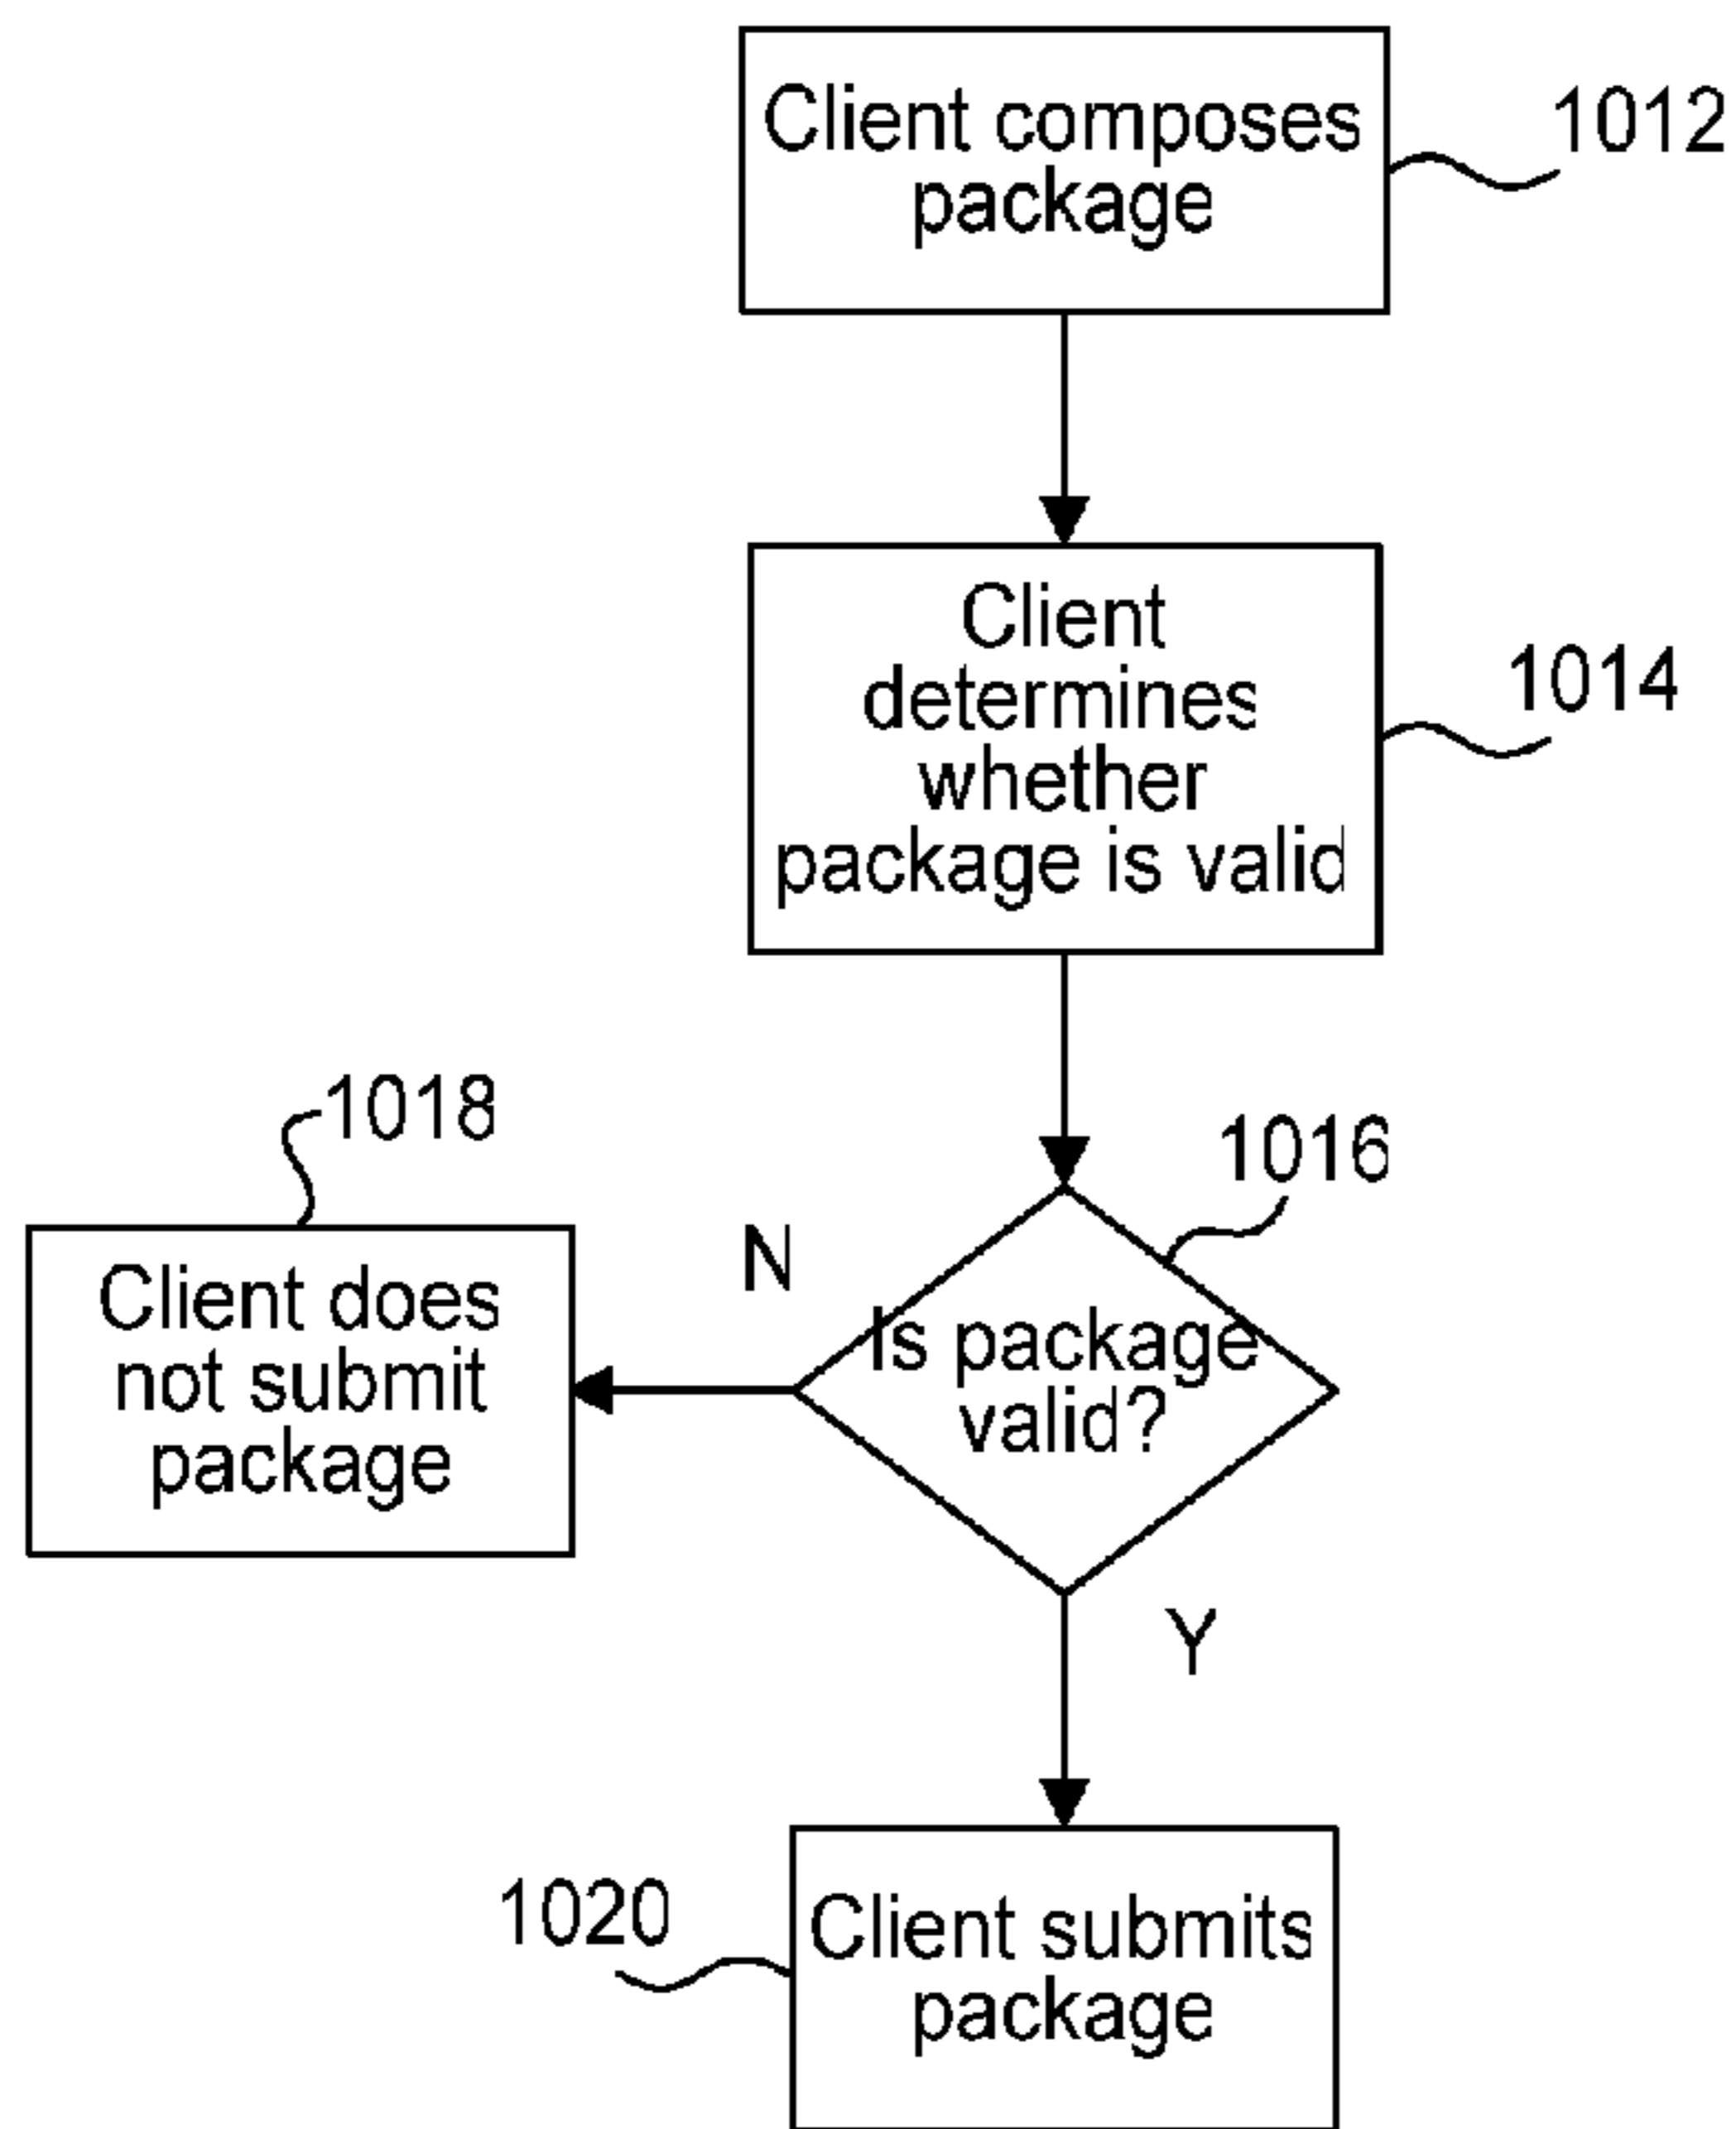 Client composes
package
1012
Client
determines
whether
package is valid
1014
1018
1016
N
Client does
not submit
package
Is package
valid?
Y
1020
Client submits
package